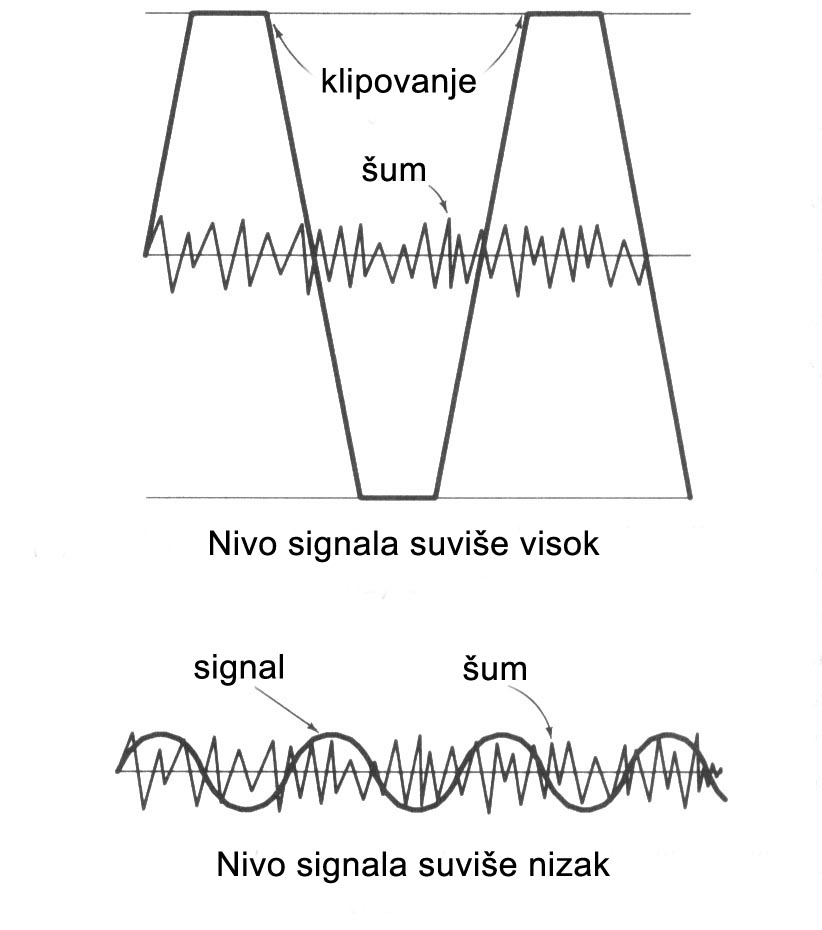 klipovanje
šum
Nivo signala suviše visok
signal
šum
Nivo signala suviše nizak